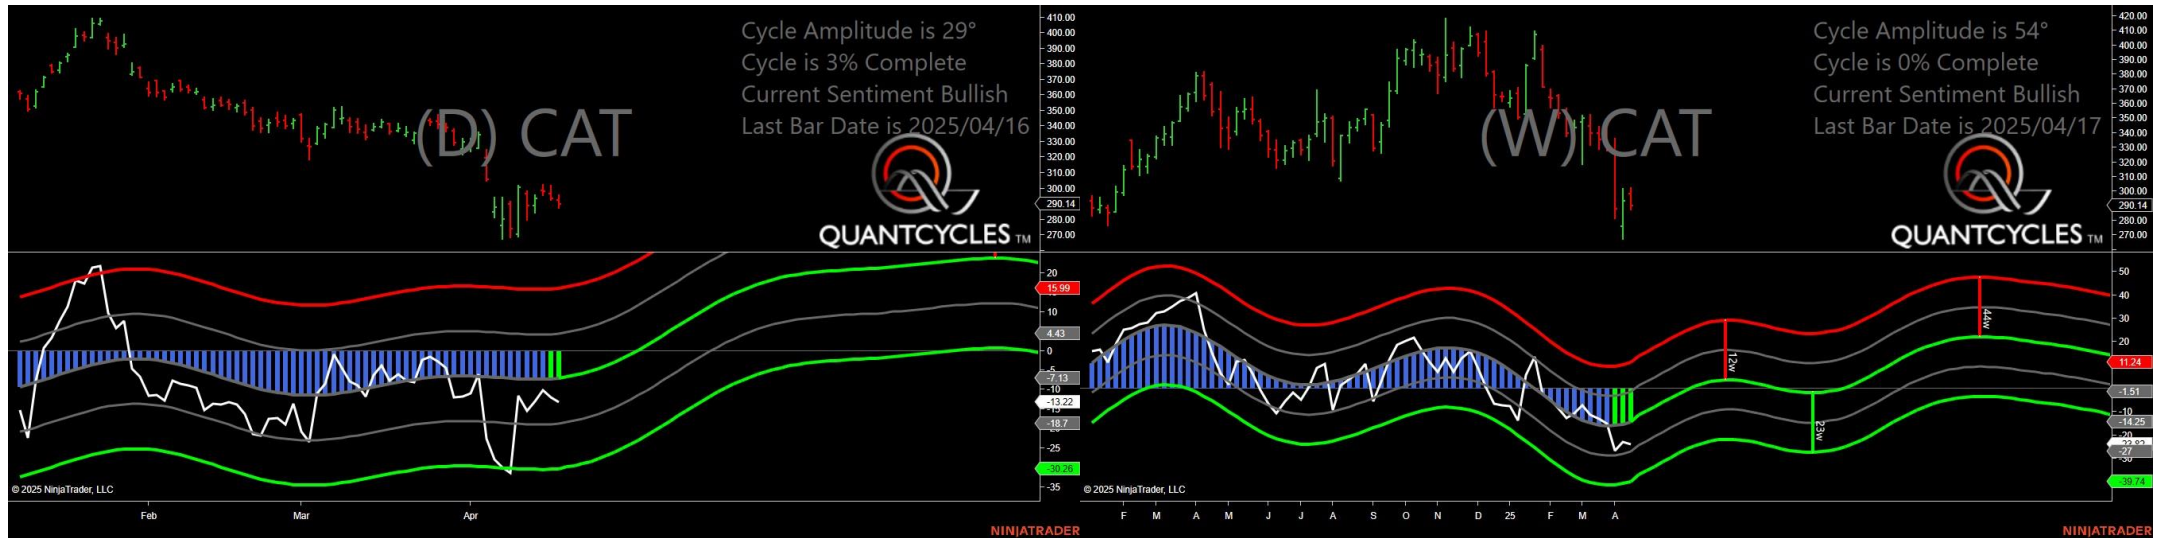 Cycle Amplitude is 29°
Cycle is 3% Complete
Current Sentiment Bullish
Last Bar Date is 2025/04/16
(D) CAT
QUANTCYCLES TM
410.00
400.00
390.00
380.00
370.00
360.00
350.00
340.00
330.00
320.00
310.00
300.00
290.14
280.00
270.00
20
15.99
10
4.43
0
-7.13
-10
-13.22
-18.7
-25
-30.26
-35
© 2025 NinjaTrader, LLC
Feb Mar Apr
NINJATRADER
Cycle Amplitude is 54°
Cycle is 0% Complete
Current Sentiment Bullish
Last Bar Date is 2025/04/17
(W) CAT
QUANTCYCLES TM
420.00
410.00
400.00
390.00
380.00
370.00
360.00
350.00
340.00
330.00
320.00
310.00
300.00
290.14
280.00
270.00
12w
23w
44w
50
40
30
20
11.24
-1.51
-10
-14.25
-27
-39.74
© 2025 NinjaTrader, LLC
F M A M J J A S O N D 25 F M A
NINJATRADER